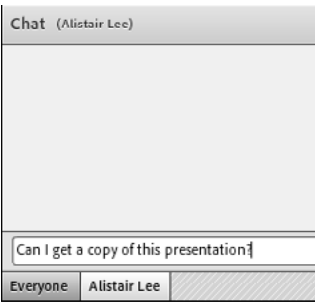 Chat (Alistair Lee)
Can I get a copy of this presentation?
Everyone Alistair Lee